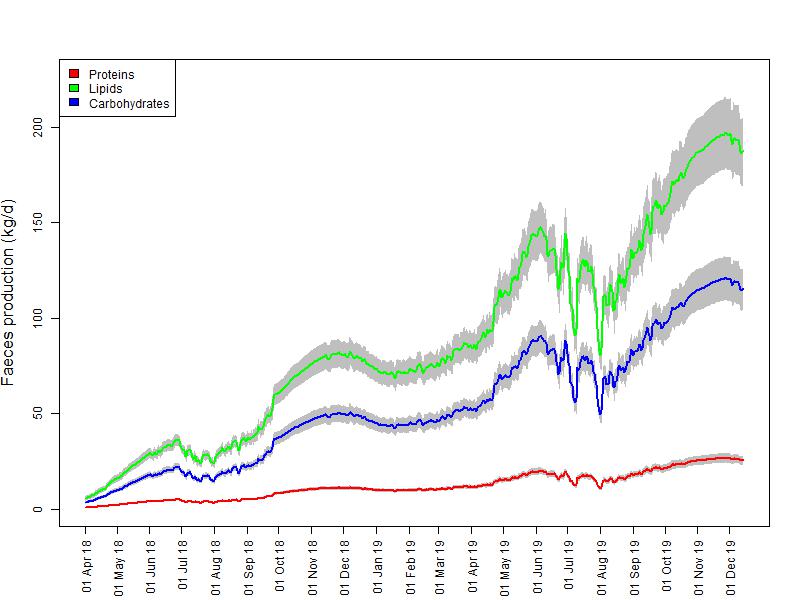 Proteins
Lipids
Carbohydrates
Faeces production (kg/d)
200
150
100
50
0
01 Apr 18
01 May 18
01 Jun 18
01 Jul 18
01 Aug 18
01 Sep 18
01 Oct 18
01 Nov 18
01 Dec 18
01 Jan 19
01 Feb 19
01 Mar 19
01 Apr 19
01 May 19
01 Jun 19
01 Jul 19
01 Aug 19
01 Sep 19
01 Oct 19
01 Nov 19
01 Dec 19